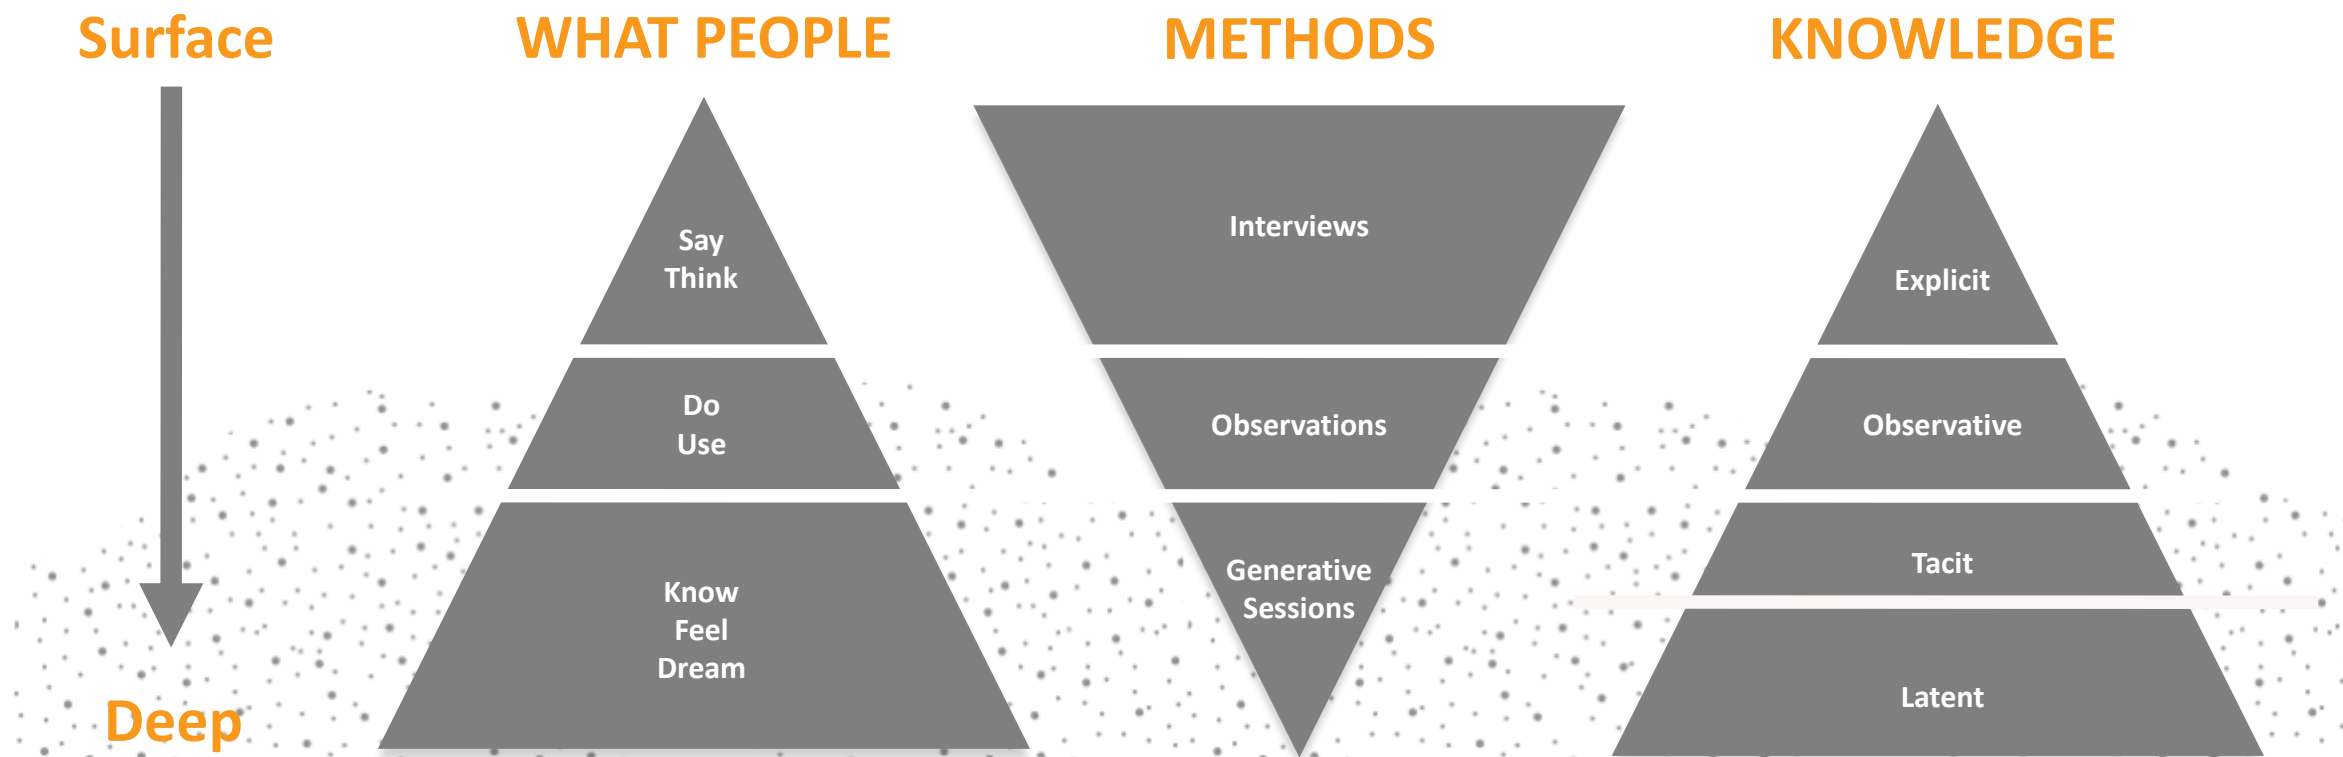 Surface
WHAT PEOPLE
METHODS
KNOWLEDGE
Say
Think
Interviews
Explicit
Do
Use
Observations
Observative
Know
Feel
Dream
Generative
Sessions
Tacit
Latent
Deep